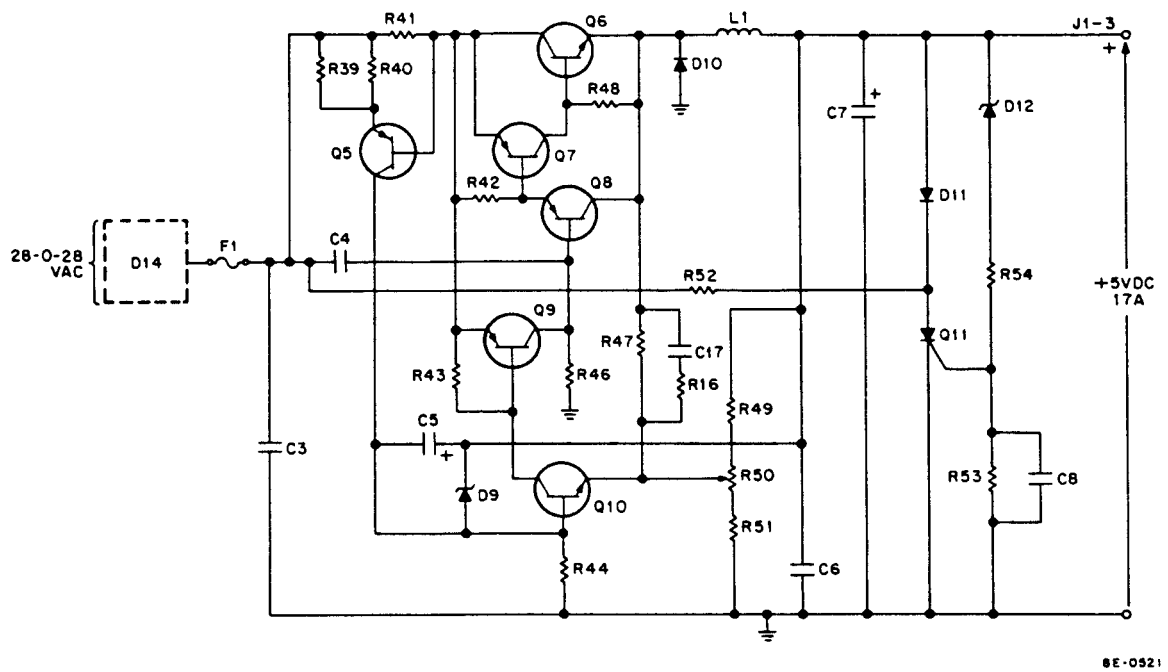 R41
Q6
L1
J1-3
+
R39
R40
D10
R48
C7
+
D12
Q5
Q7
R42
Q8
D11
28-0-28
VAC
D14
F1
C4
R52
R54
+5VDC
17A
Q9
Q11
R47
C17
R43
R46
R16
R49
C3
C5
+
D9
Q10
R50
R53
C8
R51
R44
C6
8E-0521